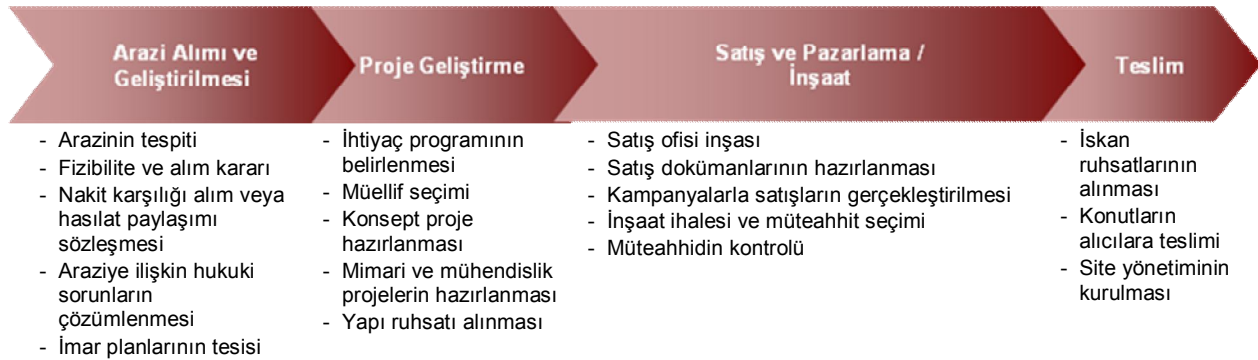 Arazi Alımı ve
Geliştirilmesi
Proje Geliştirme
Satış ve Pazarlama /
İnşaat
Teslim
- Arazinin tespiti
- Fizibilite ve alım kararı
- Nakit karşılığı alım veya
hasılat paylaşımı
sözleşmesi
- Araziye ilişkin hukuki
sorunların
çözümlenmesi
- İmar planlarının tesisi
- İhtiyaç programının
belirlenmesi
- Müellif seçimi
- Konsept proje
hazırlanması
- Mimari ve mühendislik
projelerin hazırlanması
- Yapı ruhsatı alınması
- Satış ofisi inşası
- Satış dokümanlarının hazırlanması
- Kampanyalarla satışların gerçekleştirilmesi
- İnşaat ihalesi ve müteahhit seçimi
- Müteahhidin kontrolü
- İskan
ruhsatlarının
alınması
- Konutların
alıcılara teslimi
- Site yönetiminin
kurulması